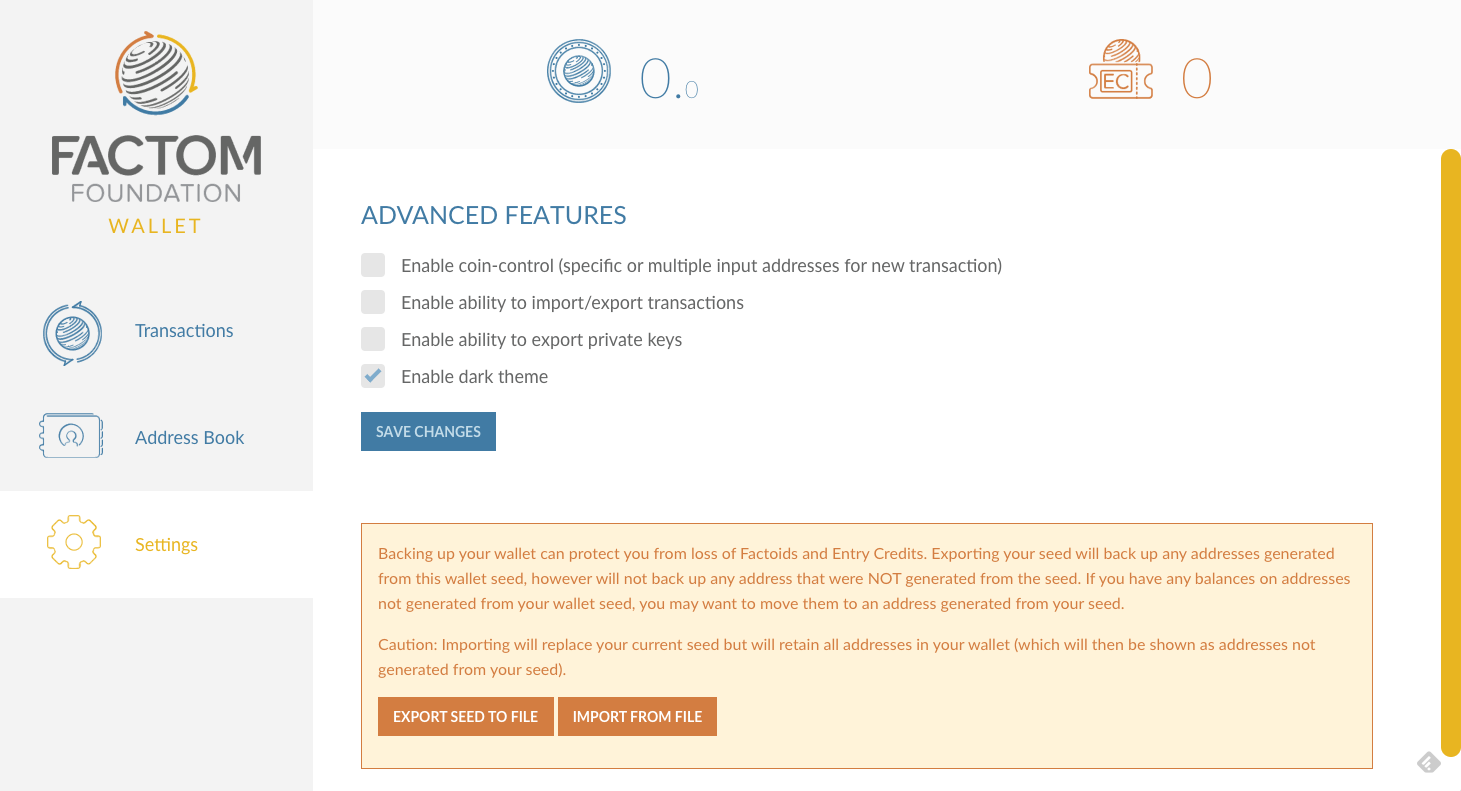 FACTOM
FOUNDATION
WALLET
Transactions
Address Book
Settings
0.0
EC
0
ADVANCED FEATURES
Enable coin-control (specific or multiple input addresses for new transaction)
Enable ability to import/export transactions
Enable ability to export private keys
Enable dark theme
SAVE CHANGES
Backing up your wallet can protect you from loss of Factoids and Entry Credits. Exporting your seed will back up any addresses generated
from this wallet seed, however will not back up any address that were NOT generated from the seed. If you have any balances on addresses
not generated from your wallet seed, you may want to move them to an address generated from your seed.
Caution: Importing will replace your current seed but will retain all addresses in your wallet (which will then be shown as addresses not
generated from your seed).
EXPORT SEED TO FILE IMPORT FROM FILE